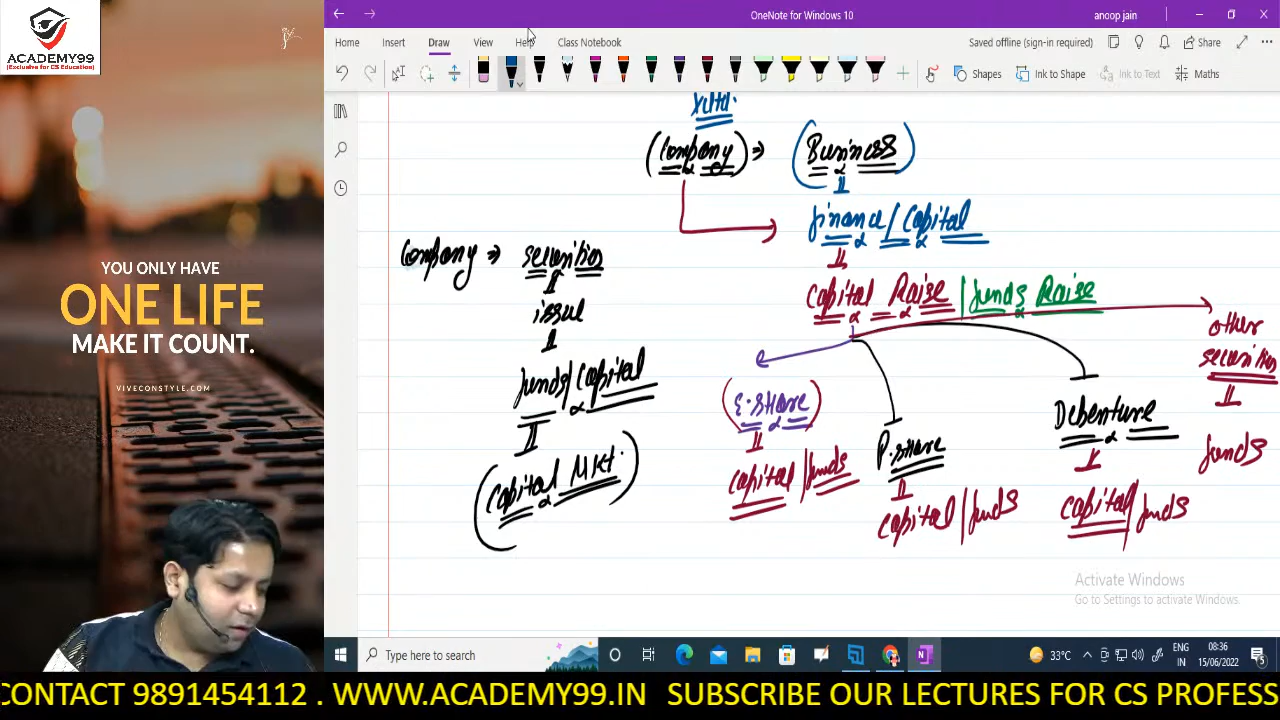 ACADEMY99
(Exclusive for CS Education)
YOU ONLY HAVE
ONE LIFE
MAKE IT COUNT.
VIVECONSTYLE.COM
OneNote for Windows 10
anoop jain
Home Insert Draw View Help Class Notebook
Saved offline (sign-in required)
Share
Shapes
Ink to Shape
Ink to Text
Maths
(Company) ⇒ (Business)
finance/Capital
Capital Raise | funds Raise
Company ⇒ securities
issue
funds/Capital
(Capital Mkt.)
(E.share)
Capital/funds
P.share
Capital/funds
Debenture
Capital/funds
other
securities
funds
Activate Windows
Go to Settings to activate Windows.
Type here to search
33°C
ENG
IN
08:36
15/06/2022
5
CONTACT 9891454112 . WWW.ACADEMY99.IN SUBSCRIBE OUR LECTURES FOR CS PROFESS